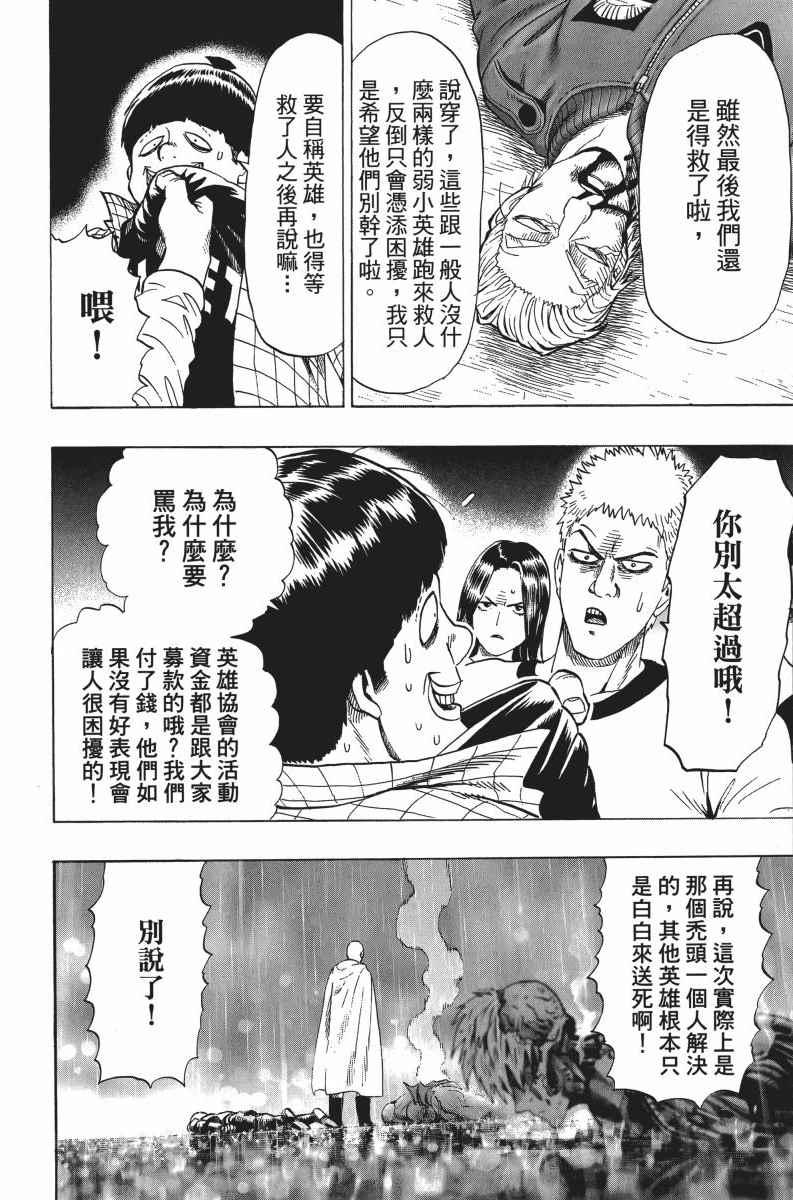 雖然最後我們還
是得救了啦，
說穿了，這些跟一般人沒什
麼兩樣的弱小英雄跑來救人
，反倒只會憑添困擾，我只
是希望他們別幹了啦。
要自稱英雄，也得等
救了人之後再說嘛…
喂！
你別太超過哦！
為什麼？
為什麼要
罵我？
英雄協會的活動
資金都是跟大家
募款的哦？我們
付了錢，他們如
果沒有好表現會
讓人很困擾的！
再說，這次實際上是
那個禿頭一個人解決
的，其他英雄根本只
是白白來送死啊！
別說了！